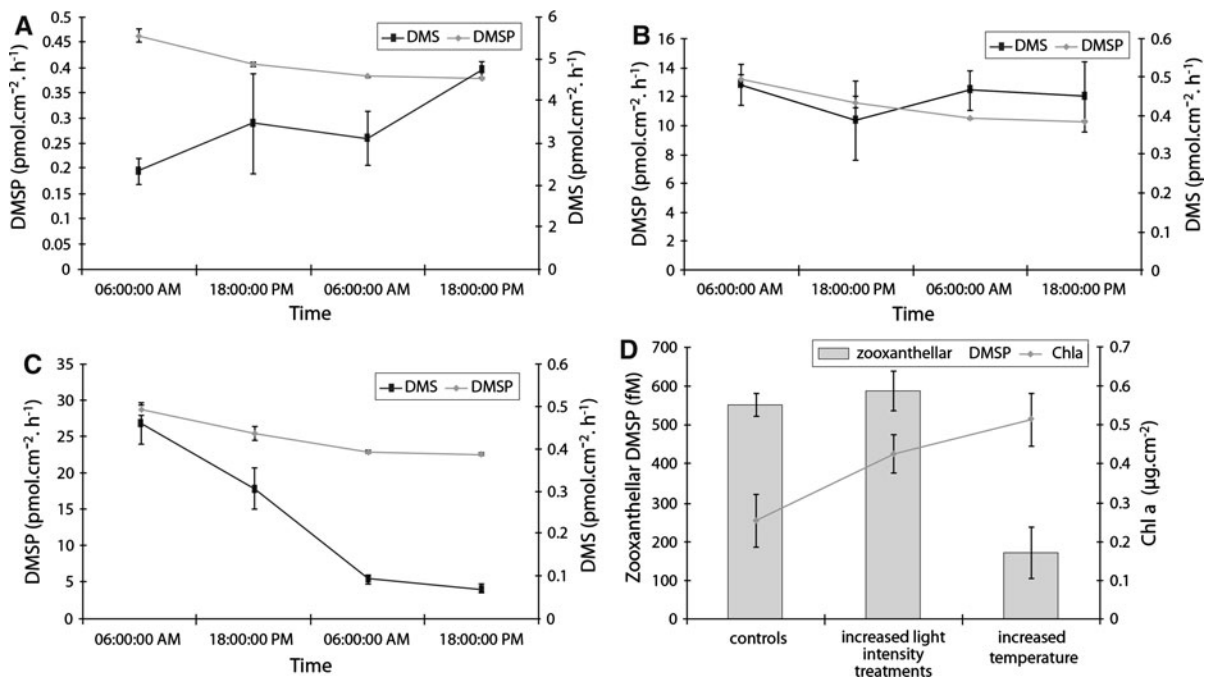 A
DMSP (pmol.cm⁻². h⁻¹)
0.5
0.45
0.4
0.35
0.3
0.25
0.2
0.15
0.1
0.05
0
DMS DMSP
6
5
4
3
2
2
0
DMS (pmol.cm⁻². h⁻¹)
06:00:00 AM 18:00:00 PM 06:00:00 AM 18:00:00 PM
Time
B
DMSP (pmol.cm⁻². h⁻¹)
16
14
12
10
8
6
4
2
0
DMS DMSP
0.6
0.5
0.4
0.3
0.2
0.1
0
DMS (pmol.cm⁻². h⁻¹)
06:00:00 AM 18:00:00 PM 06:00:00 AM 18:00:00 PM
Time
C
DMSP (pmol.cm⁻². h⁻¹)
35
30
25
20
15
10
5
0
DMS DMSP
0.6
0.5
0.4
0.3
0.2
0.1
0
DMS (pmol.cm⁻². h⁻¹)
06:00:00 AM 18:00:00 PM 06:00:00 AM 18:00:00 PM
Time
D
Zooxanthellar DMSP (fM)
700
600
500
400
300
200
100
0
zooxanthellar DMSP Chla
0.7
0.6
0.5
0.4
0.3
0.2
0.1
0
Chl a (µg.cm⁻²)
controls
increased light
intensity
treatments
increased
temperature